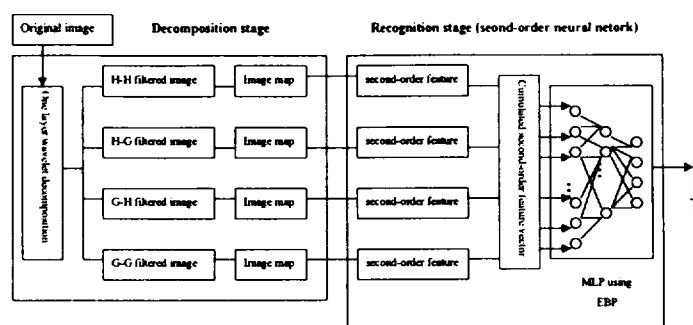 Original image
Decomposition stage
Recognition stage (seond-order neural netork)
One layer wavelet decomposition
H-H filtered image
Image map
second-order feature
H-G filtered image
Image map
second-order feature
G-H filtered image
Image map
second-order feature
G-G filtered image
Image map
second-order feature
Cumulated second-order feature vector
MLP using
EBP